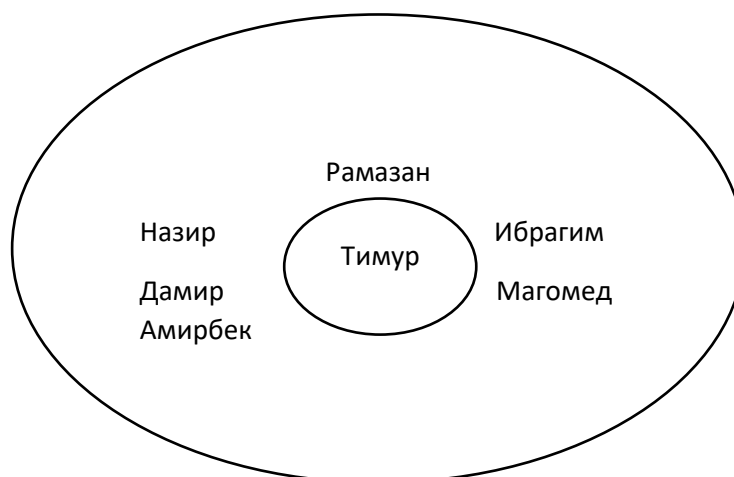 Рамазан
Назир
Тимур
Ибрагим
Дамир
Магомед
Амирбек